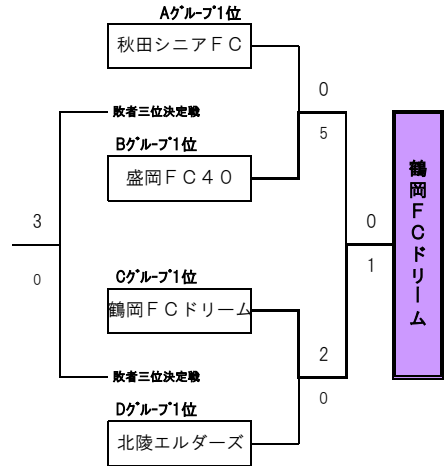 Aグループ1位
秋田シニアFC
0
敗者三位決定戦
5
Bグループ1位
盛岡FC40
3
0
0
1
鶴岡FCドリーム
Cグループ1位
鶴岡FCドリーム
2
敗者三位決定戦
0
Dグループ1位
北陵エルダーズ